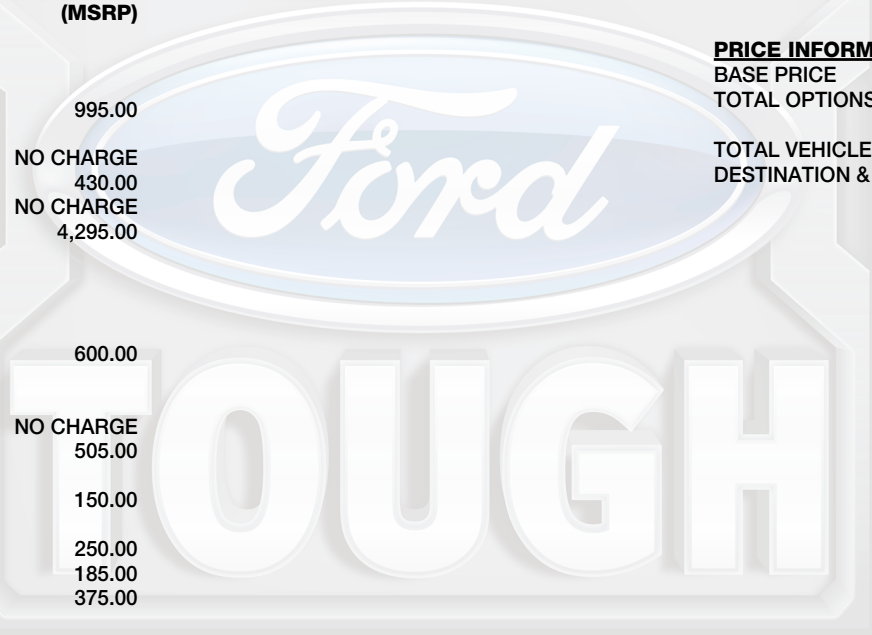 (MSRP)
995.00
NO CHARGE
430.00
NO CHARGE
4,295.00
600.00
NO CHARGE
505.00
150.00
250.00
185.00
375.00
PRICE INFORM
BASE PRICE
TOTAL OPTIONS
TOTAL VEHICLE
DESTINATION &
Ford
TOUGH